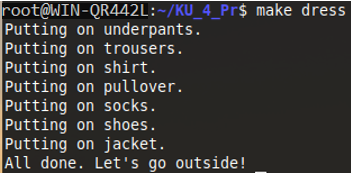 root@WIN-QR442L:~/KU_4_Pr$ make dress
Putting on underpants.
Putting on trousers.
Putting on shirt.
Putting on pullover.
Putting on socks.
Putting on shoes.
Putting on jacket.
All done. Let's go outside!